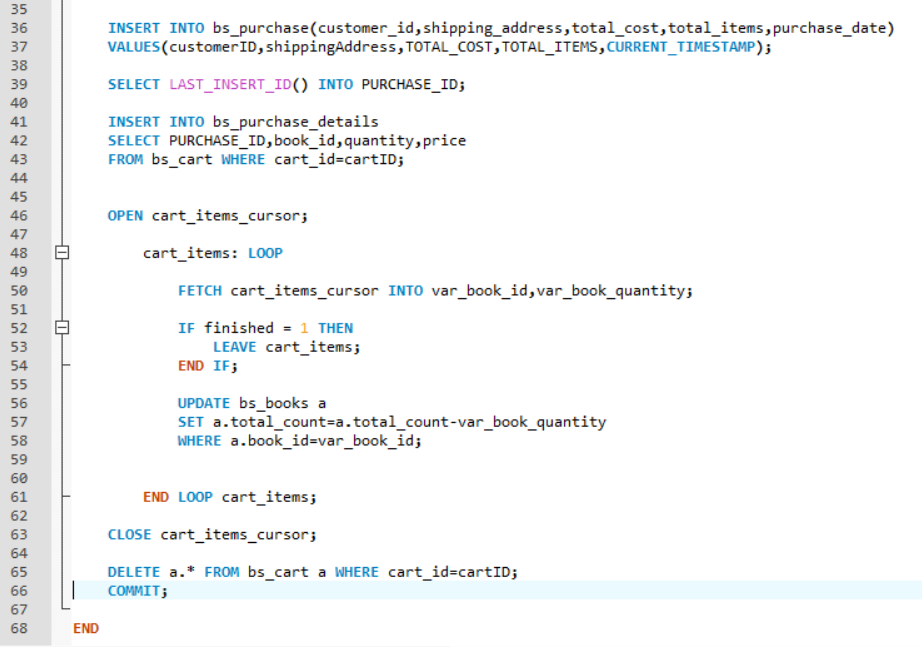 35
36 INSERT INTO bs_purchase(customer_id,shipping_address,total_cost,total_items,purchase_date)
37 VALUES(customerID,shippingAddress,TOTAL_COST,TOTAL_ITEMS,CURRENT_TIMESTAMP);
38
39 SELECT LAST_INSERT_ID() INTO PURCHASE_ID;
40
41 INSERT INTO bs_purchase_details
42 SELECT PURCHASE_ID,book_id,quantity,price
43 FROM bs_cart WHERE cart_id=cartID;
44
45
46 OPEN cart_items_cursor;
47
48 cart_items: LOOP
49
50 FETCH cart_items_cursor INTO var_book_id,var_book_quantity;
51
52 IF finished = 1 THEN
53 LEAVE cart_items;
54 END IF;
55
56 UPDATE bs_books a
57 SET a.total_count=a.total_count-var_book_quantity
58 WHERE a.book_id=var_book_id;
59
60
61 END LOOP cart_items;
62
63 CLOSE cart_items_cursor;
64
65 DELETE a.* FROM bs_cart a WHERE cart_id=cartID;
66 COMMIT;
67
68 END